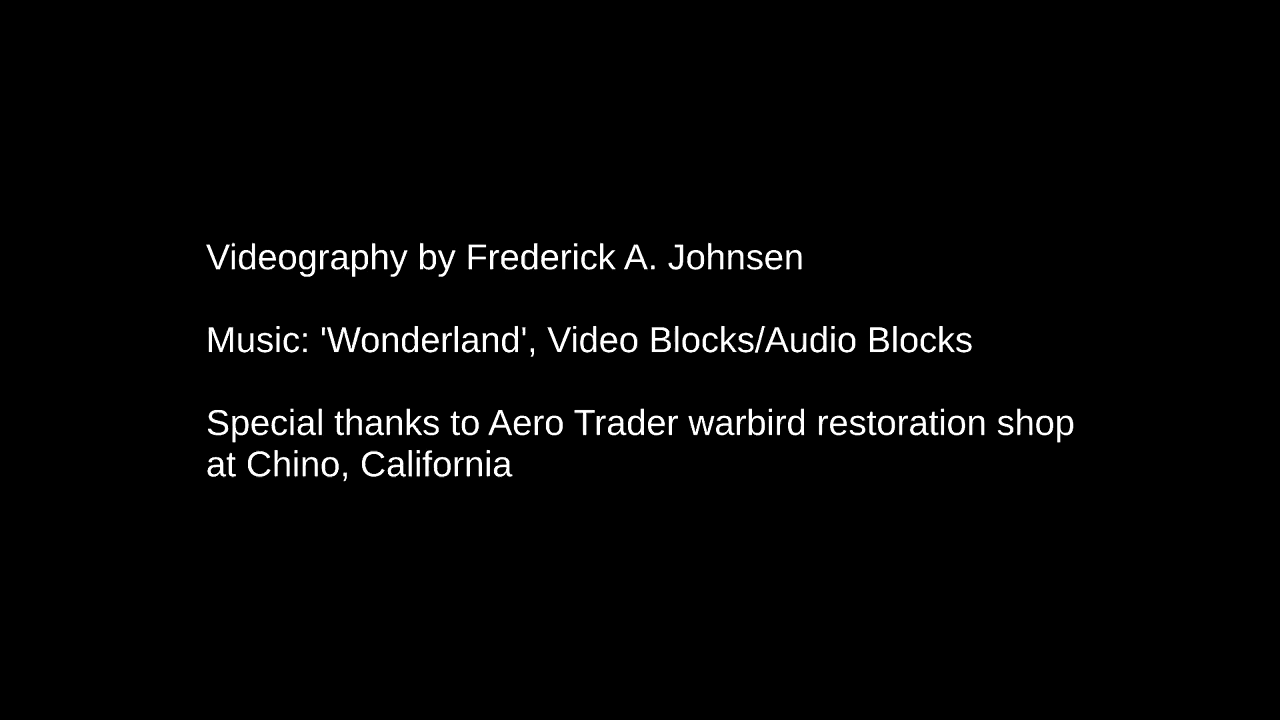 Videography by Frederick A. Johnsen
Music: 'Wonderland', Video Blocks/Audio Blocks
Special thanks to Aero Trader warbird restoration shop
at Chino, California